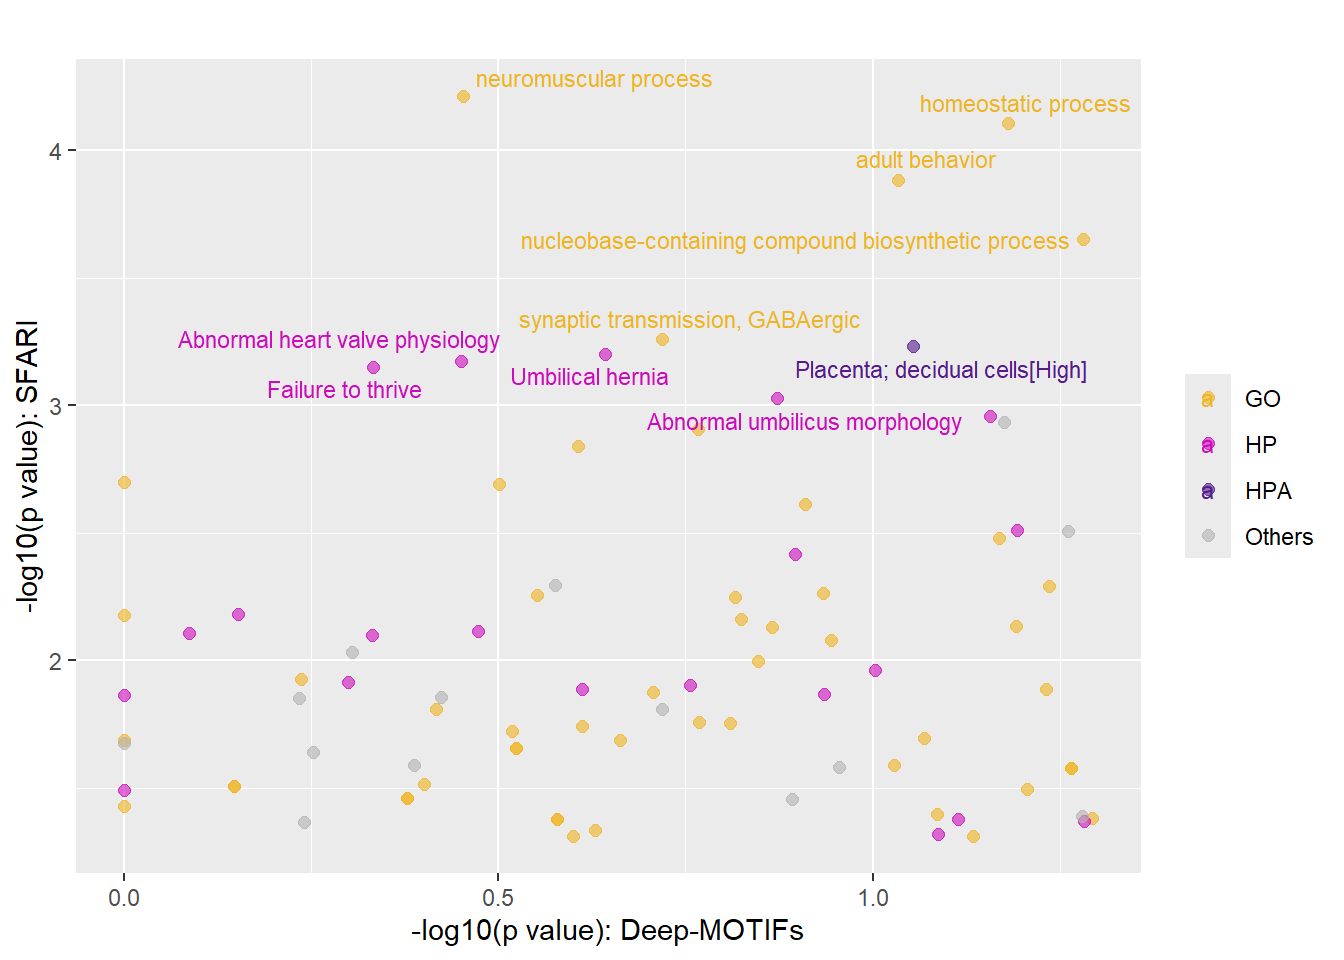 neuromuscular process
homeostatic process
adult behavior
nucleobase-containing compound biosynthetic process
synaptic transmission, GABAergic
Abnormal heart valve physiology
Failure to thrive
Umbilical hernia
Placenta; decidual cells[High]
Abnormal umbilicus morphology
4
3
2
-log10(p value): SFARI
0.0
0.5
1.0
-log10(p value): Deep-MOTIFs
a GO
a HP
a HPA
Others